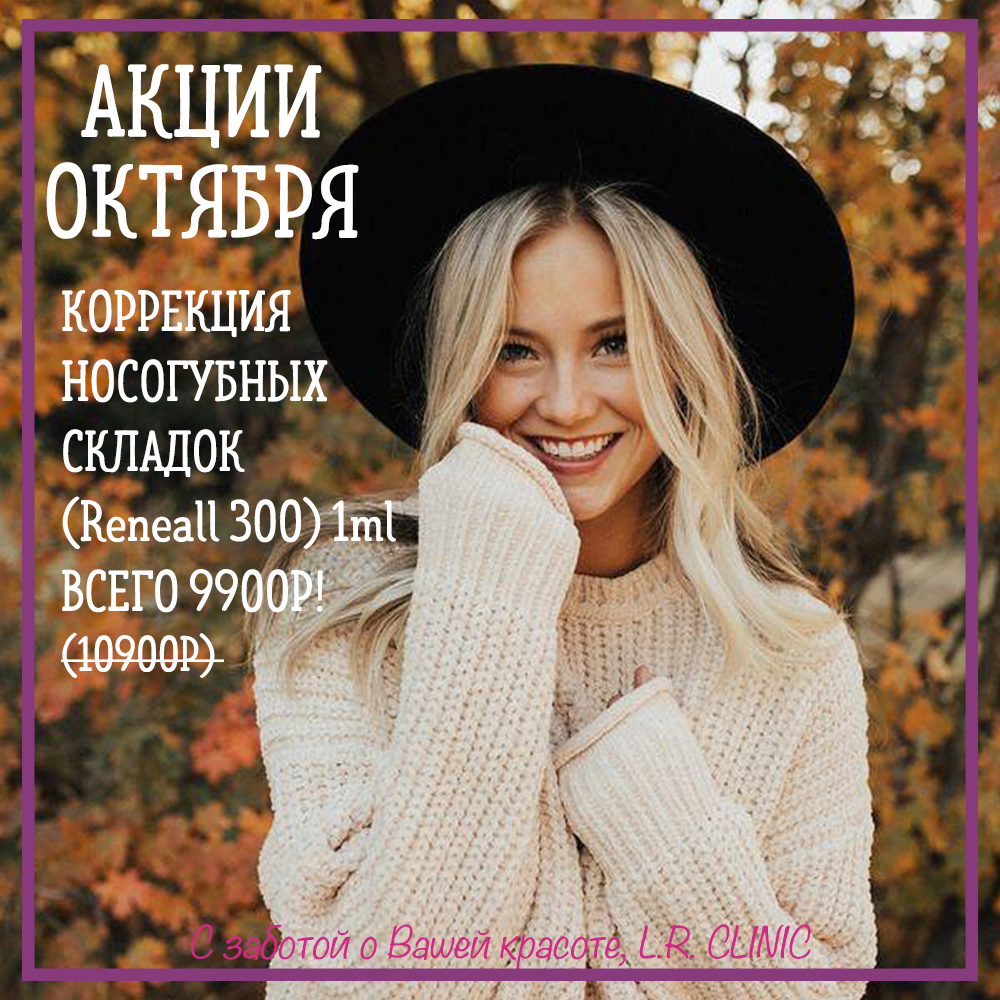 АКЦИИ
ОКТЯБРЯ
КОРРЕКЦИЯ
НОСОГУБНЫХ
СКЛАДОК
(Reneall 300) 1ml
ВСЕГО 9900Р!
(10900Р)
С заботой о Вашей красоте, L.R. CLINIC